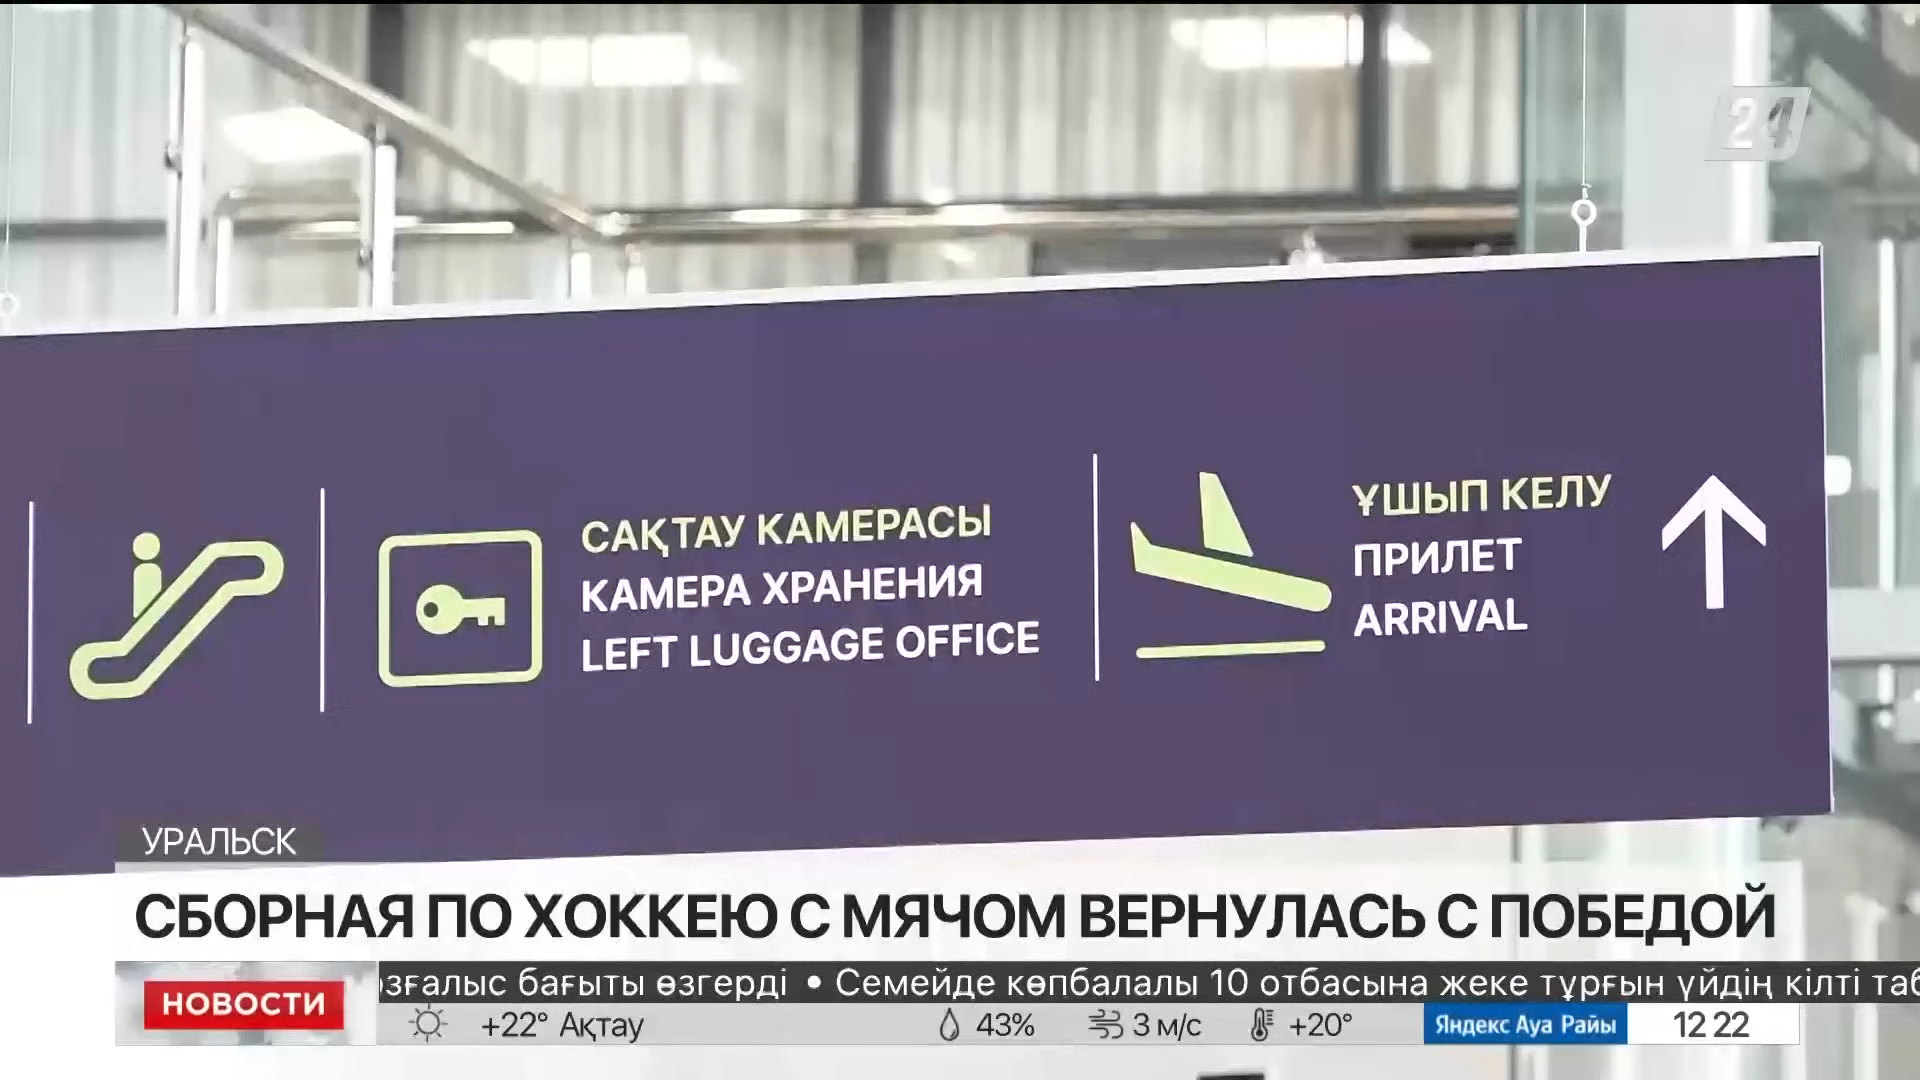 24
САҚТАУ КАМЕРАСЫ
КАМЕРА ХРАНЕНИЯ
LEFT LUGGAGE OFFICE
ҰШЫП КЕЛУ
ПРИЛЕТ
ARRIVAL
УРАЛЬСК
СБОРНАЯ ПО ХОККЕЮ С МЯЧОМ ВЕРНУЛАСЬ С ПОБЕДОЙ
НОВОСТИ
бағыты өзгерді • Семейде көпбалалы 10 отбасына жеке тұрғын үйдің кілті
+22° Ақтау 43% 3 м/с +20° Яндекс Ауа Райы 12 22